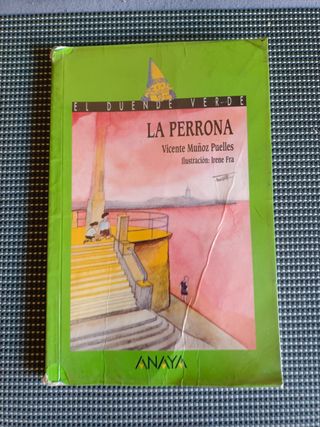 EL DUENDE VERDE
LA PERRONA
Vicente Muñoz Puelles
Ilustración: Irene Fra
ANAYA